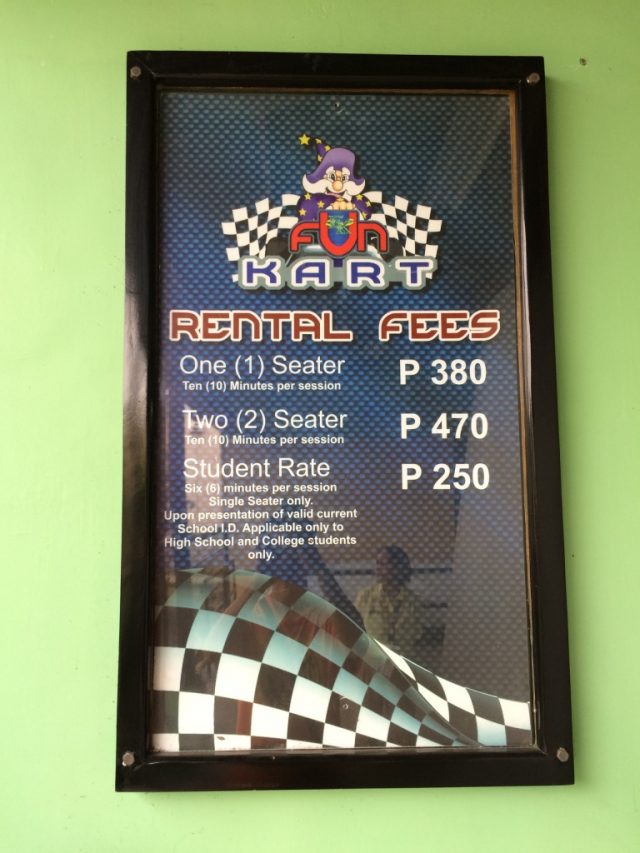 FUN
KART
RENTAL FEES
One (1) Seater P 380
Ten (10) Minutes per session
Two (2) Seater P 470
Ten (10) Minutes per session
Student Rate P 250
Six (6) minutes per session
Single Seater only.
Upon presentation of valid current
School I.D. Applicable only to
High School and College students
only.